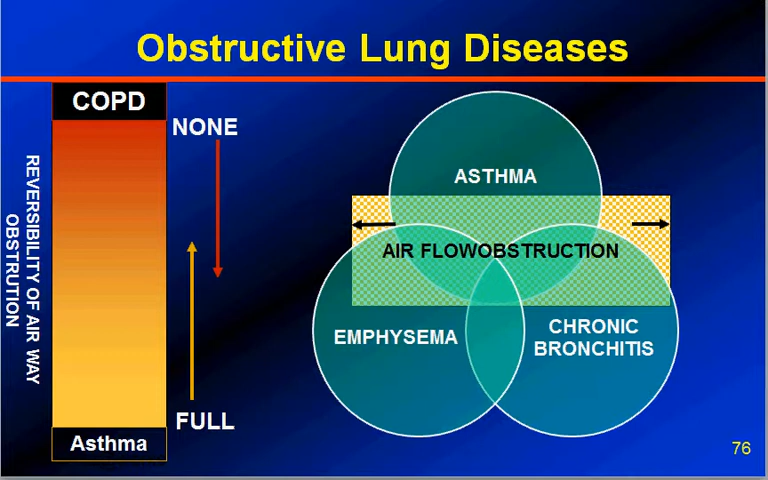 Obstructive Lung Diseases
COPD
NONE
REVERSIBILITY OF AIR WAY
OBSTRUTION
FULL
Asthma
ASTHMA
AIR FLOWOBSTRUCTION
EMPHYSEMA
CHRONIC
BRONCHITIS
76